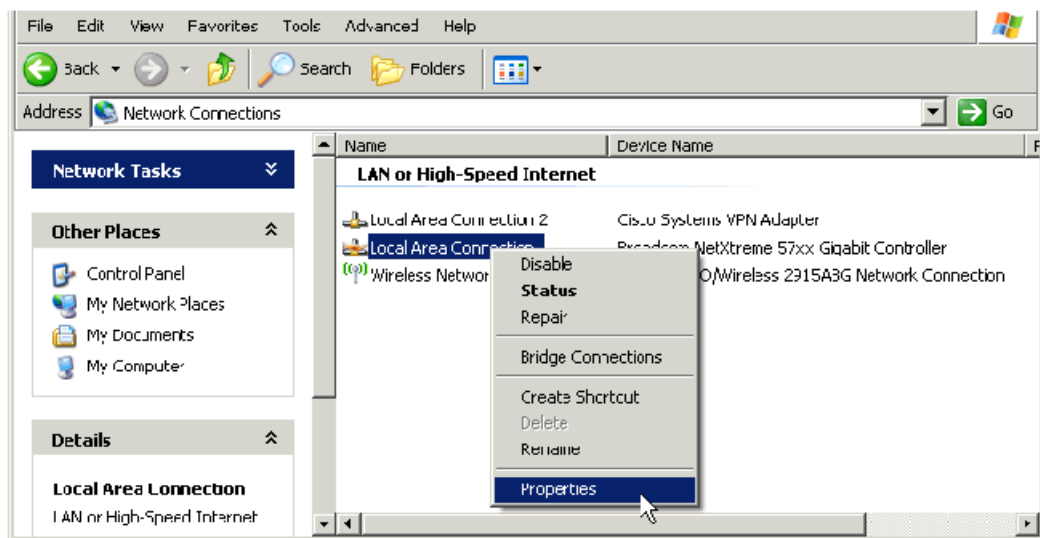 File Edit View Favorites Tools Advanced Help
Back Search Folders
Address Network Connections Go
Name Device Name
Network Tasks
LAN or High-Speed Internet
Local Area Connection 2 Cisco Systems VPN Adapter
Other Places
Local Area Connection Broadcom NetXtreme 57xx Gigabit Controller
Control Panel
Wireless Networ O/Wireless 2915ABG Network Connection
My Network Places
My Documents
My Computer
Disable
Status
Repair
Bridge Connections
Create Shortcut
Delete
Rename
Properties
Details
Local Area Connection
LAN or High-Speed Internet